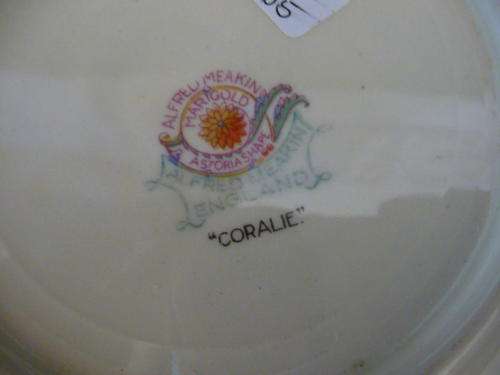 ALFRED MEAKIN'S
MARIGOLD
ASTORIA SHAPE
ALFRED MEAKIN
ENGLAND
"CORALIE."